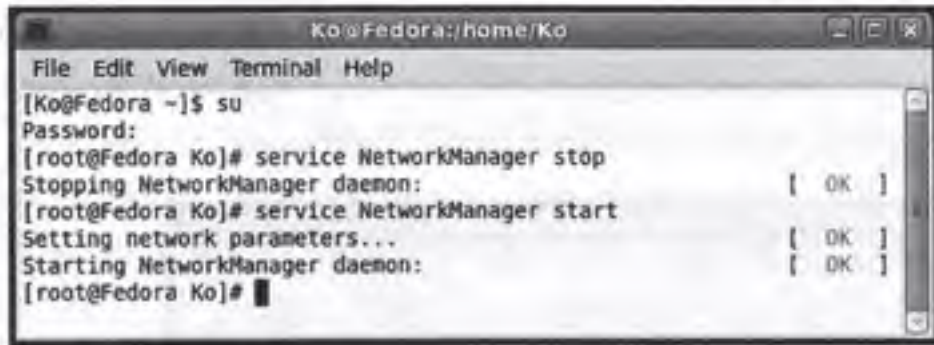 Ko@Fedora:/home/Ko
File Edit View Terminal Help
[Ko@Fedora ~]$ su
Password:
[root@Fedora Ko]# service NetworkManager stop
Stopping NetworkManager daemon: [ OK ]
[root@Fedora Ko]# service NetworkManager start
Setting network parameters... [ OK ]
Starting NetworkManager daemon: [ OK ]
[root@Fedora Ko]#